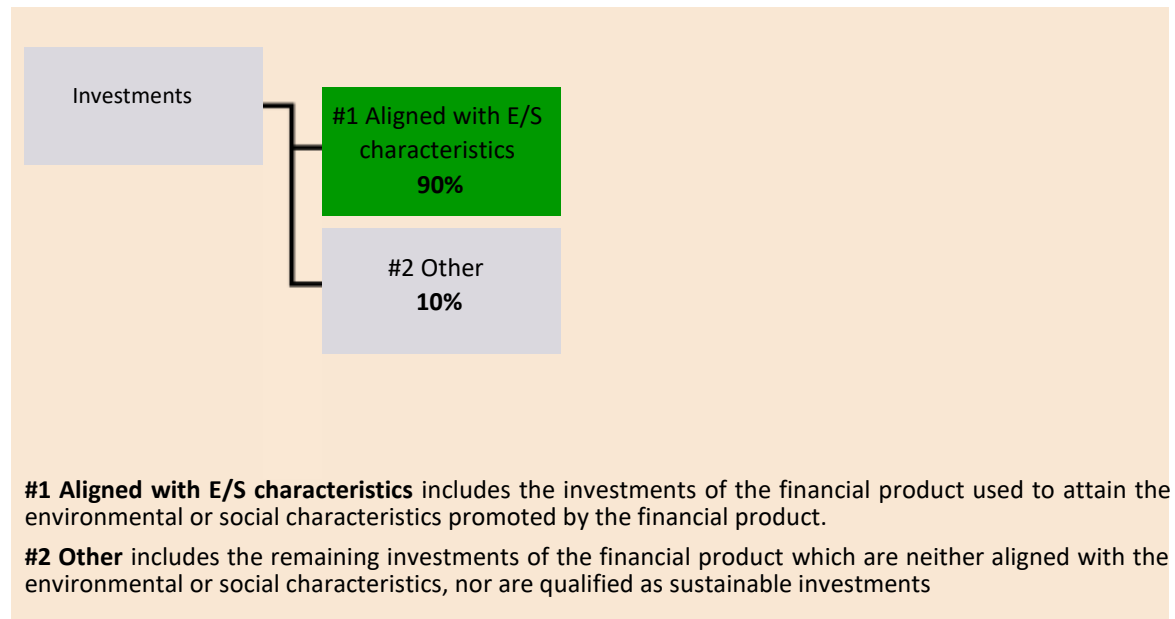 Investments
#1 Aligned with E/S
characteristics
90%
#2 Other
10%
#1 Aligned with E/S characteristics includes the investments of the financial product used to attain the
environmental or social characteristics promoted by the financial product.
#2 Other includes the remaining investments of the financial product which are neither aligned with the
environmental or social characteristics, nor are qualified as sustainable investments